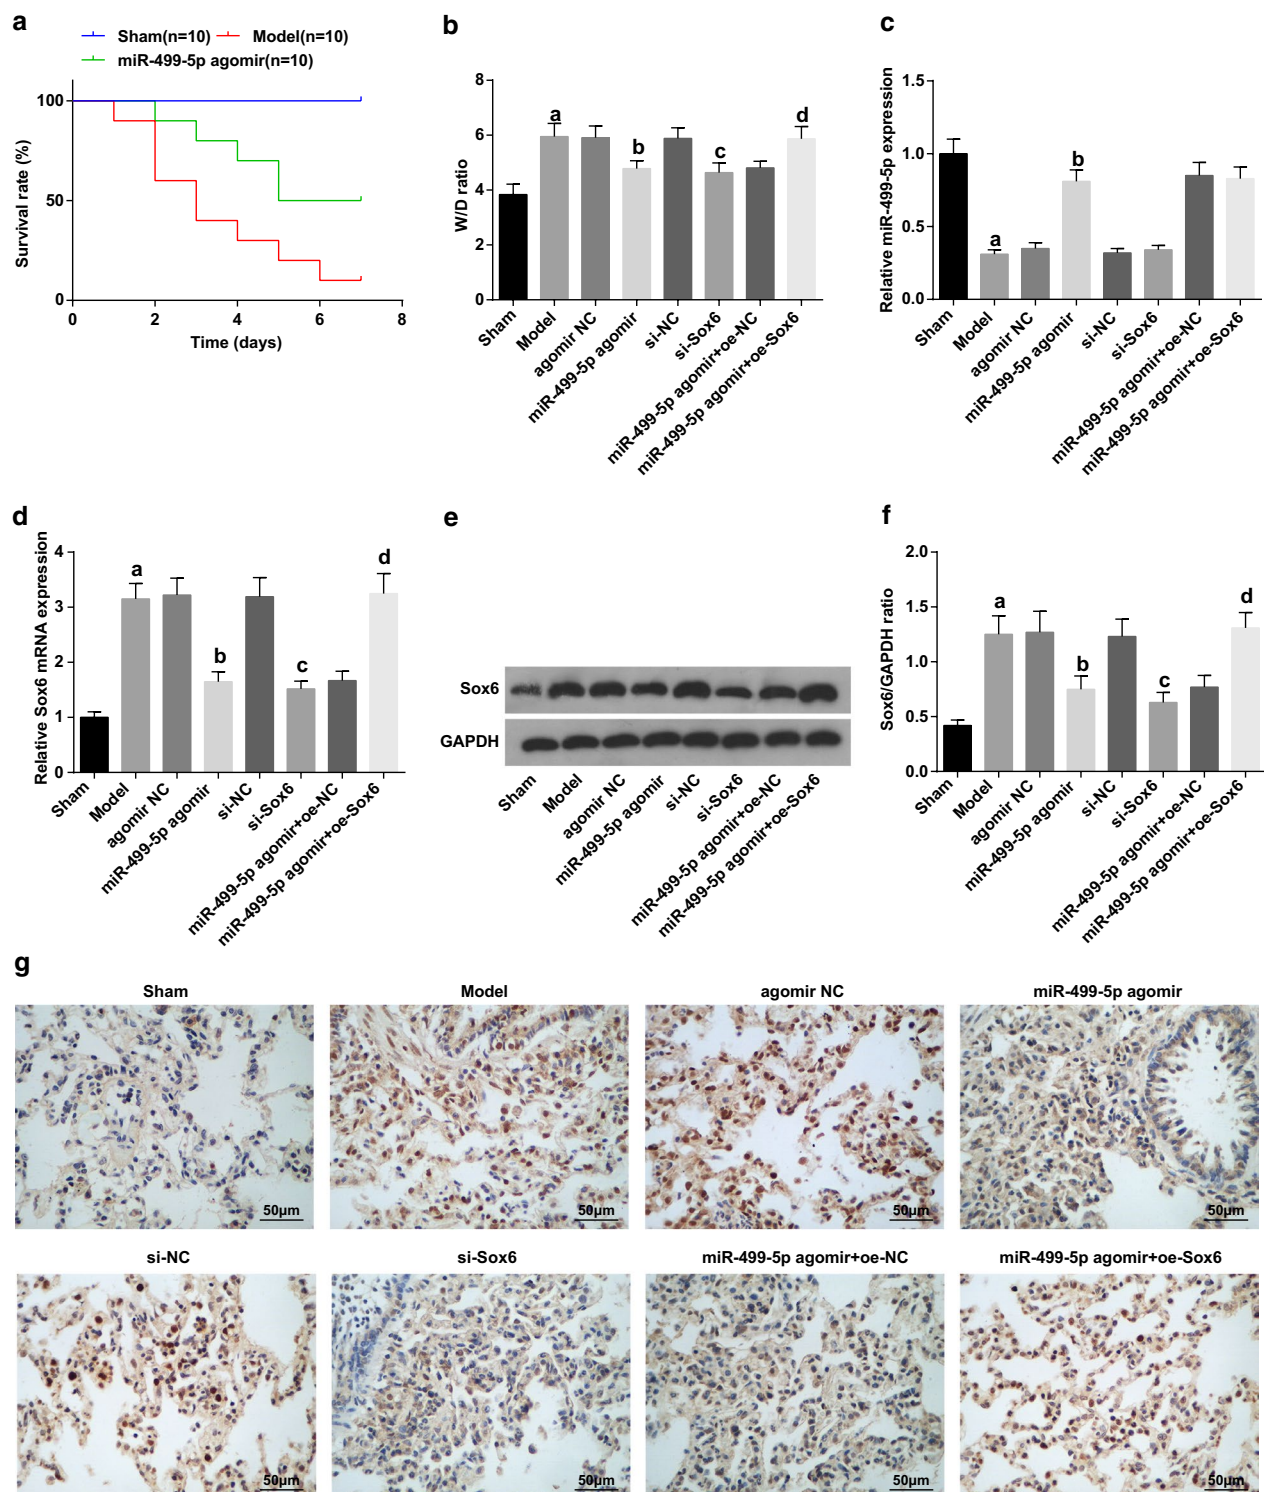 a
Sham(n=10) Model(n=10)
miR-499-5p agomir(n=10)
Survival rate (%)
100
50
0
0 2 4 6 8
Time (days)
b
W/D ratio
8
6
4
2
0
a
b
c
d
Sham
Model
agomir NC
miR-499-5p agomir
si-NC
si-Sox6
miR-499-5p agomir+oe-NC
miR-499-5p agomir+oe-Sox6
c
Relative miR-499-5p expression
1.5
1.0
0.5
0.0
a
b
Sham
Model
agomir NC
miR-499-5p agomir
si-NC
si-Sox6
miR-499-5p agomir+oe-NC
miR-499-5p agomir+oe-Sox6
d
Relative Sox6 mRNA expression
4
3
2
1
0
a
b
c
d
Sham
Model
agomir NC
miR-499-5p agomir
si-NC
si-Sox6
miR-499-5p agomir+oe-NC
miR-499-5p agomir+oe-Sox6
e
Sox6
GAPDH
Sham
Model
agomir NC
miR-499-5p agomir
si-NC
si-Sox6
miR-499-5p agomir+oe-NC
miR-499-5p agomir+oe-Sox6
f
Sox6/GAPDH ratio
2.0
1.5
1.0
0.5
0.0
a
b
c
d
Sham
Model
agomir NC
miR-499-5p agomir
si-NC
si-Sox6
miR-499-5p agomir+oe-NC
miR-499-5p agomir+oe-Sox6
g
Sham Model agomir NC miR-499-5p agomir
50μm 50μm 50μm 50μm
si-NC si-Sox6 miR-499-5p agomir+oe-NC miR-499-5p agomir+oe-Sox6
50μm 50μm 50μm 50μm